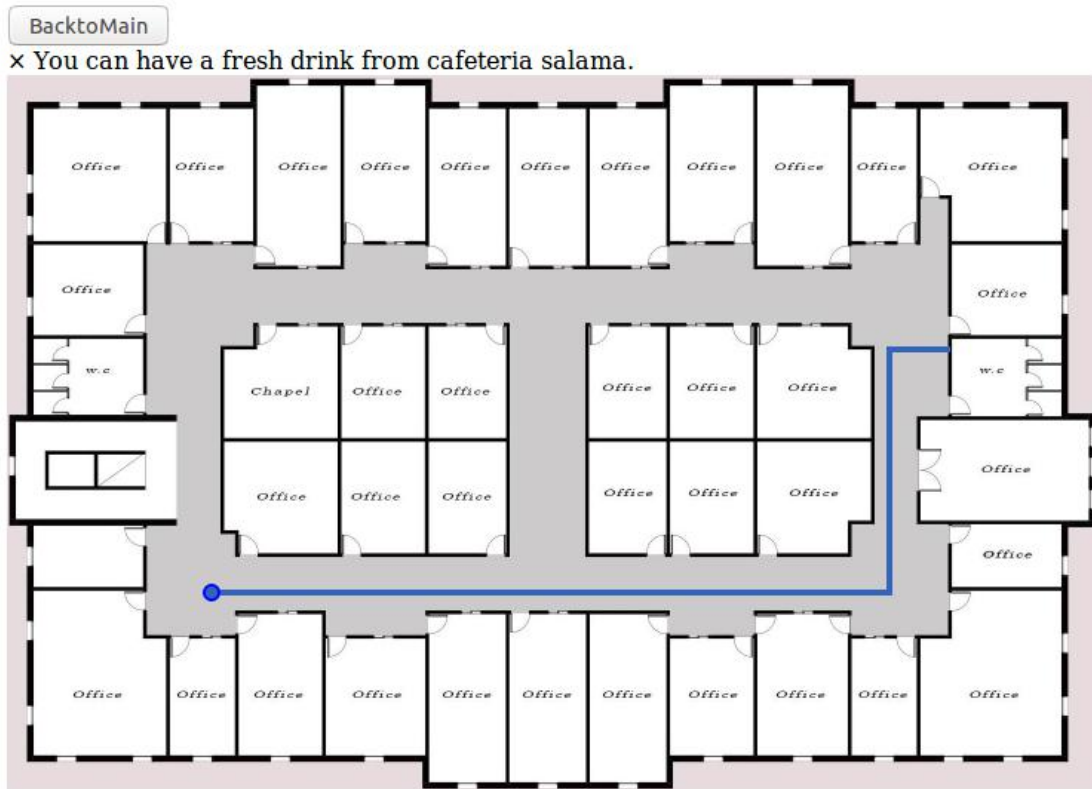 BacktoMain
× You can have a fresh drink from cafeteria salama.
Office Office Office Office Office Office Office Office Office Office Office
Office Office
w.c w.c
Chapel Office Office Office Office Office
Office
Office Office Office Office Office Office
Office
Office Office Office Office Office Office Office Office Office Office Office